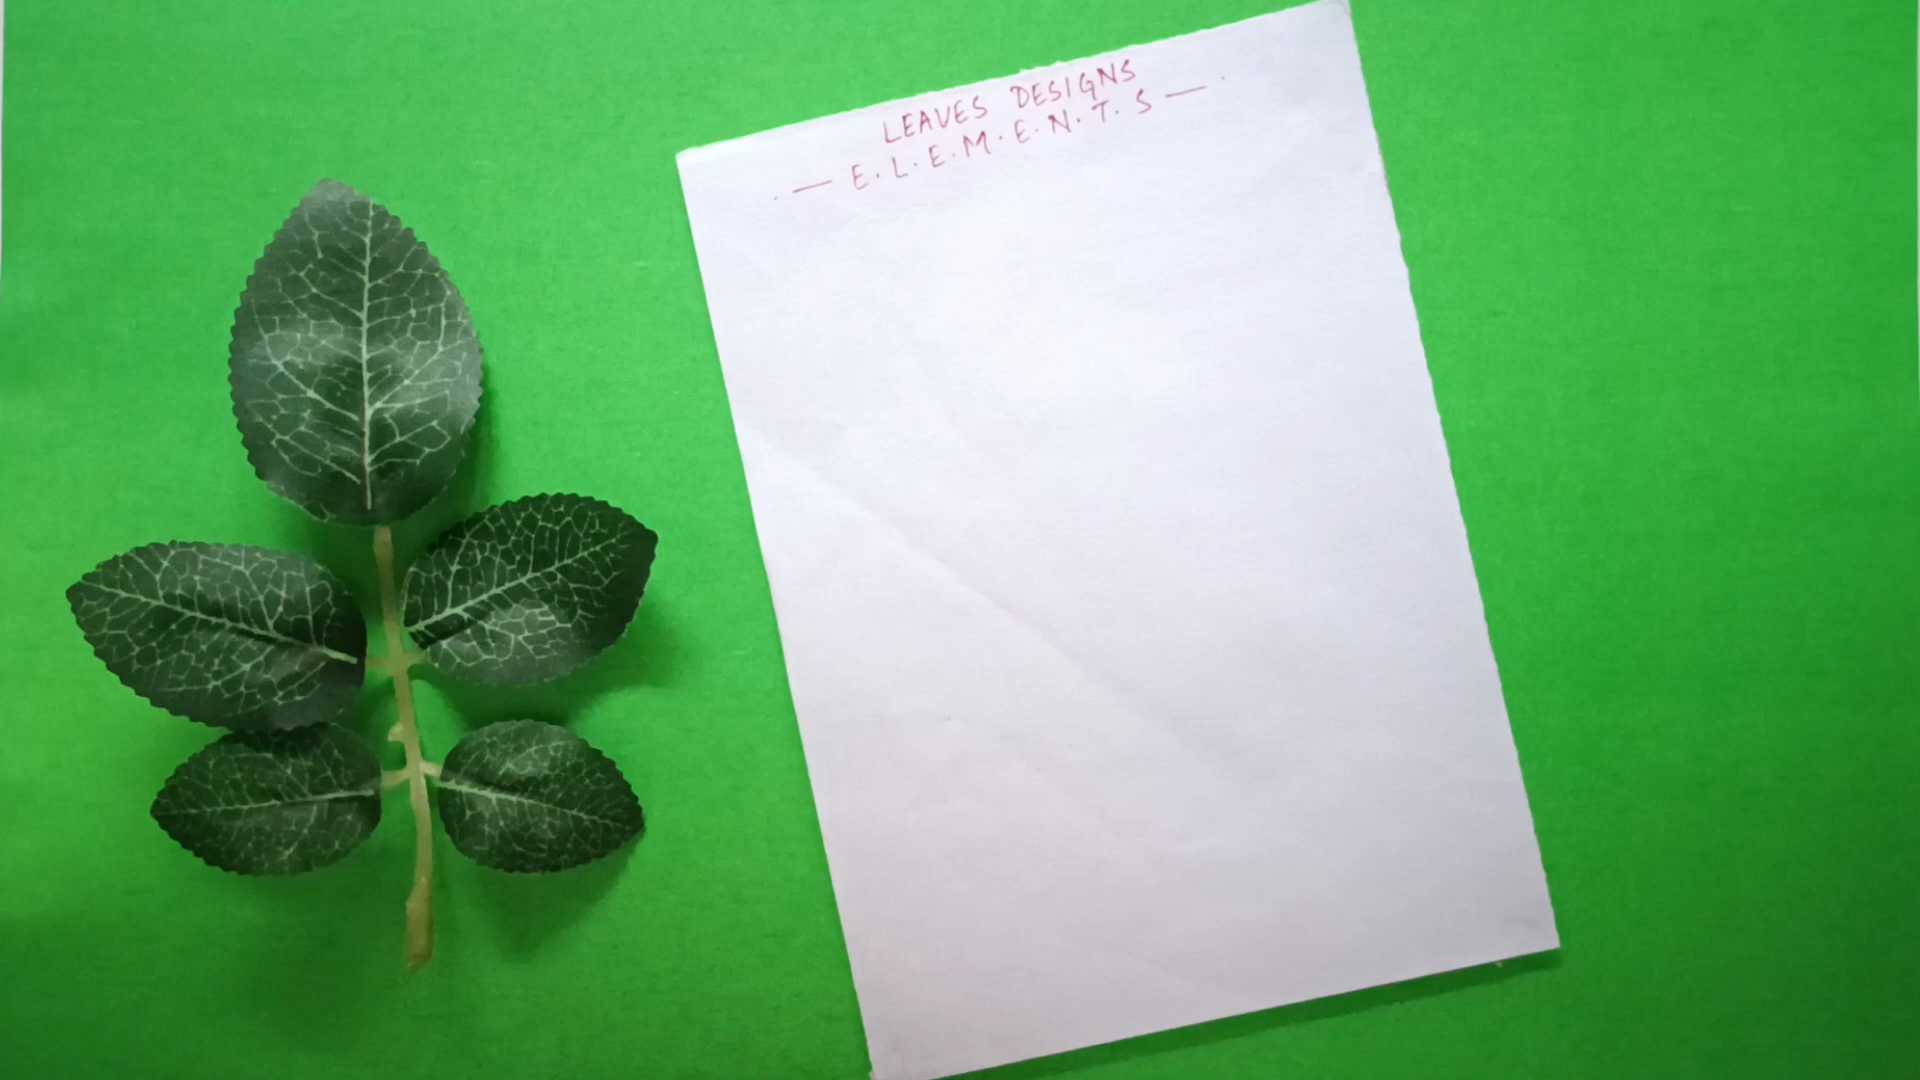 LEAVES DESIGNS
. — E.L.E.M.E.N.T.S — .